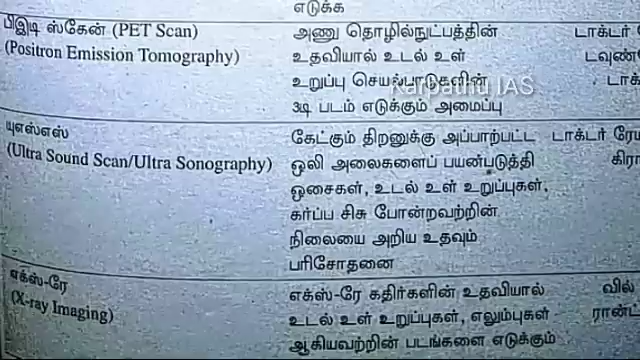 எடுக்க
பிஇடி ஸ்கேன் (PET Scan) அணு தொழில்நுட்பத்தின் டாக்டர்
(Positron Emission Tomography) உதவியால் உடல் உள்
உறுப்பு செயல்பாடுகளின்
3டி படம் எடுக்கும் அமைப்பு
Karpathu IAS
யுஎஸ்எஸ் கேட்கும் திறனுக்கு அப்பாற்பட்ட டாக்டர்
(Ultra Sound Scan/Ultra Sonography) ஒலி அலைகளைப் பயன்படுத்தி
ஒசைகள், உடல் உள் உறுப்புகள்,
கர்ப்ப சிசு போன்றவற்றின்
நிலையை அறிய உதவும்
பரிசோதனை
எக்ஸ்-ரே எக்ஸ்-ரே கதிர்களின் உதவியால் வில்
(X-ray Imaging) உடல் உள் உறுப்புகள், எலும்புகள்
ஆகியவற்றின் படங்களை எடுக்கும்